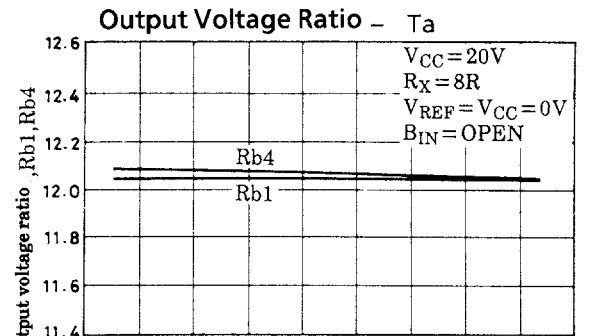 Output Voltage Ratio – Ta
12.6
12.4
12.2
12.0
11.8
11.6
11.4
VCC=20V
RX=8R
VREF=VCC=0V
BIN=OPEN
Rb4
Rb1
tput voltage ratio ,Rb1,Rb4